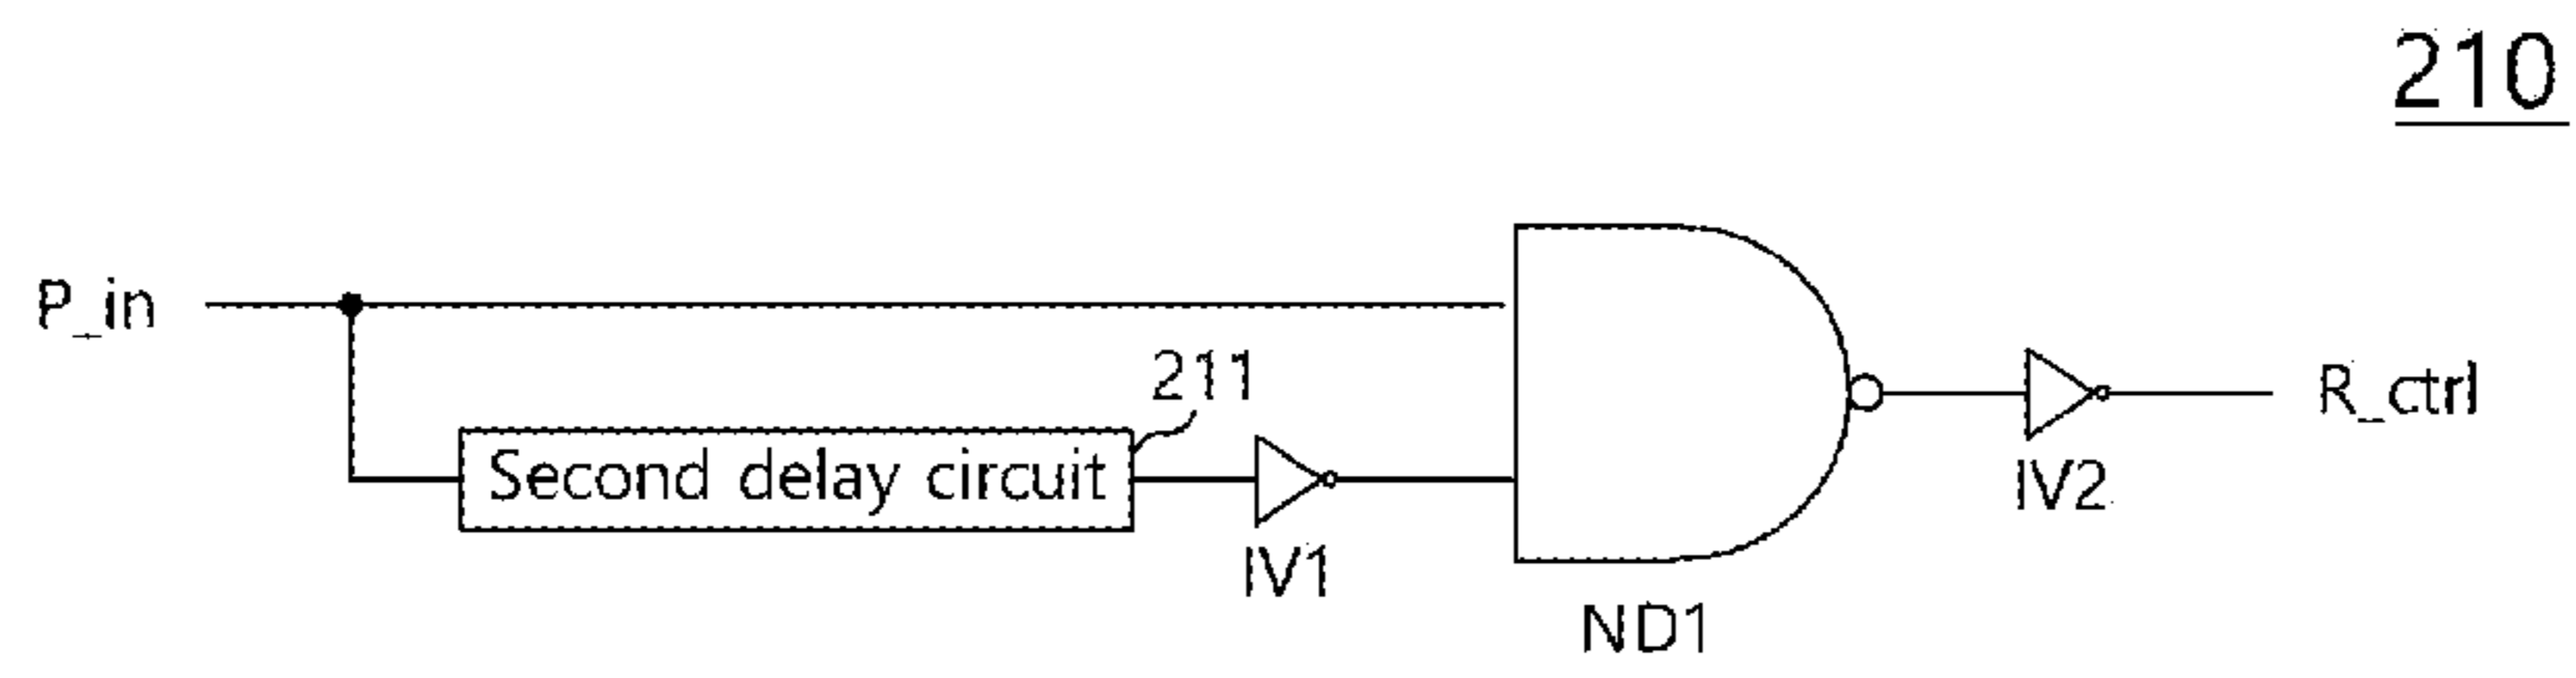 210
P_in
211
Second delay circuit
IV1
ND1
IV2
R_ctrl